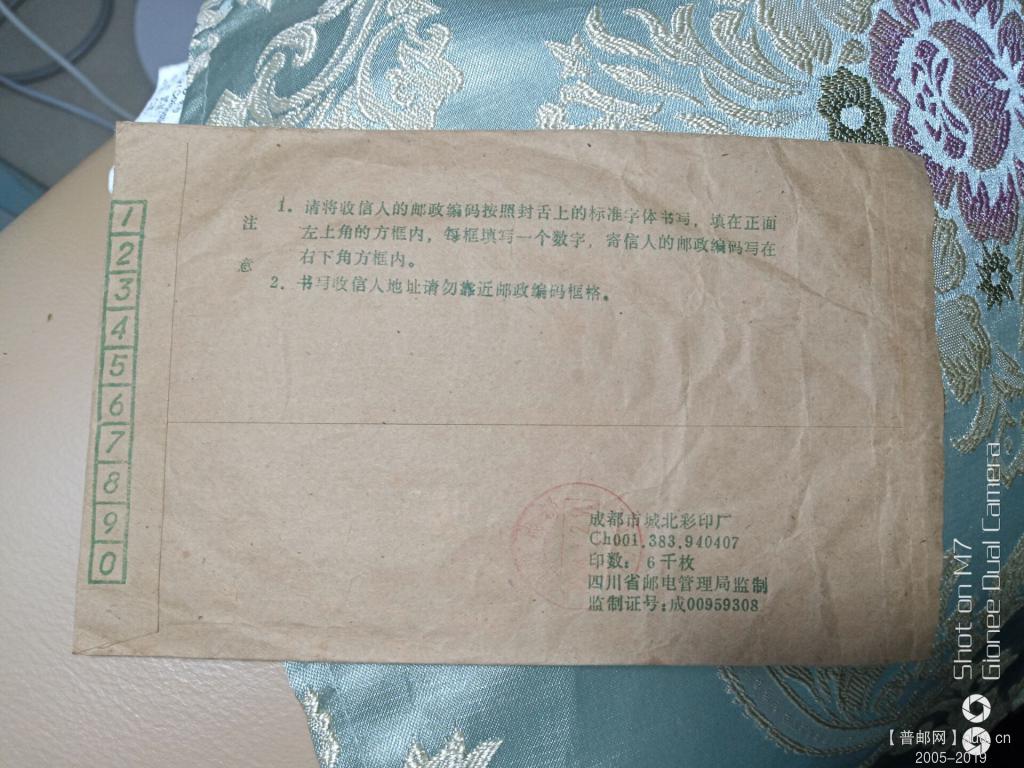 1
2
3
4
5
6
7
8
9
0
注
意
1. 请将收信人的邮政编码按照封舌上的标准字体书写，填在正面
左上角的方框内，每框填写一个数字，寄信人的邮政编码写在
右下角方框内。
2. 书写收信人地址请勿靠近邮政编码框格。
成都市城北彩印厂
Ch001.383.940407
印数：6千枚
四川省邮电管理局监制
监制证号：成00959308
Shot on M7
Gionee Dual Camera
【普邮网】
cn
2005-2019